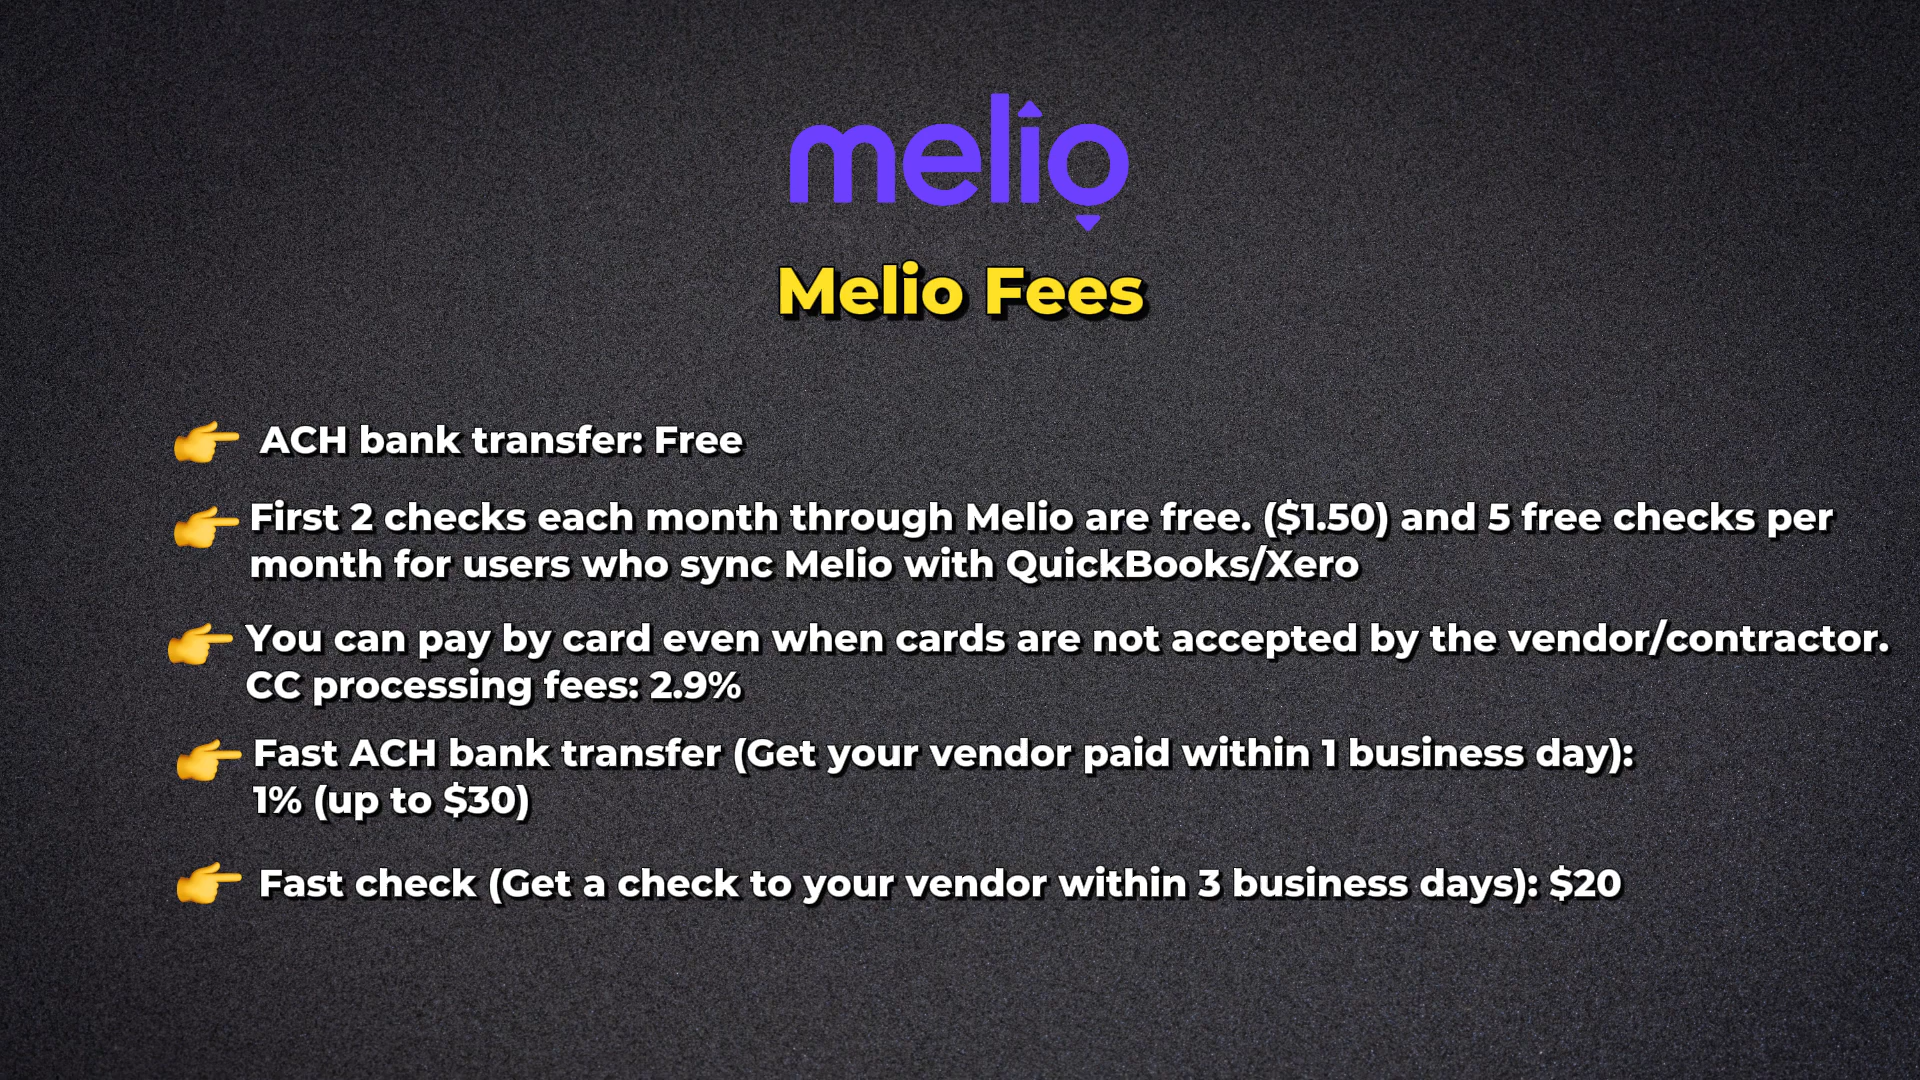 melio
Melio Fees
ACH bank transfer: Free
First 2 checks each month through Melio are free. ($1.50) and 5 free checks per
month for users who sync Melio with QuickBooks/Xero
You can pay by card even when cards are not accepted by the vendor/contractor.
CC processing fees: 2.9%
Fast ACH bank transfer (Get your vendor paid within 1 business day):
1% (up to $30)
Fast check (Get a check to your vendor within 3 business days): $20